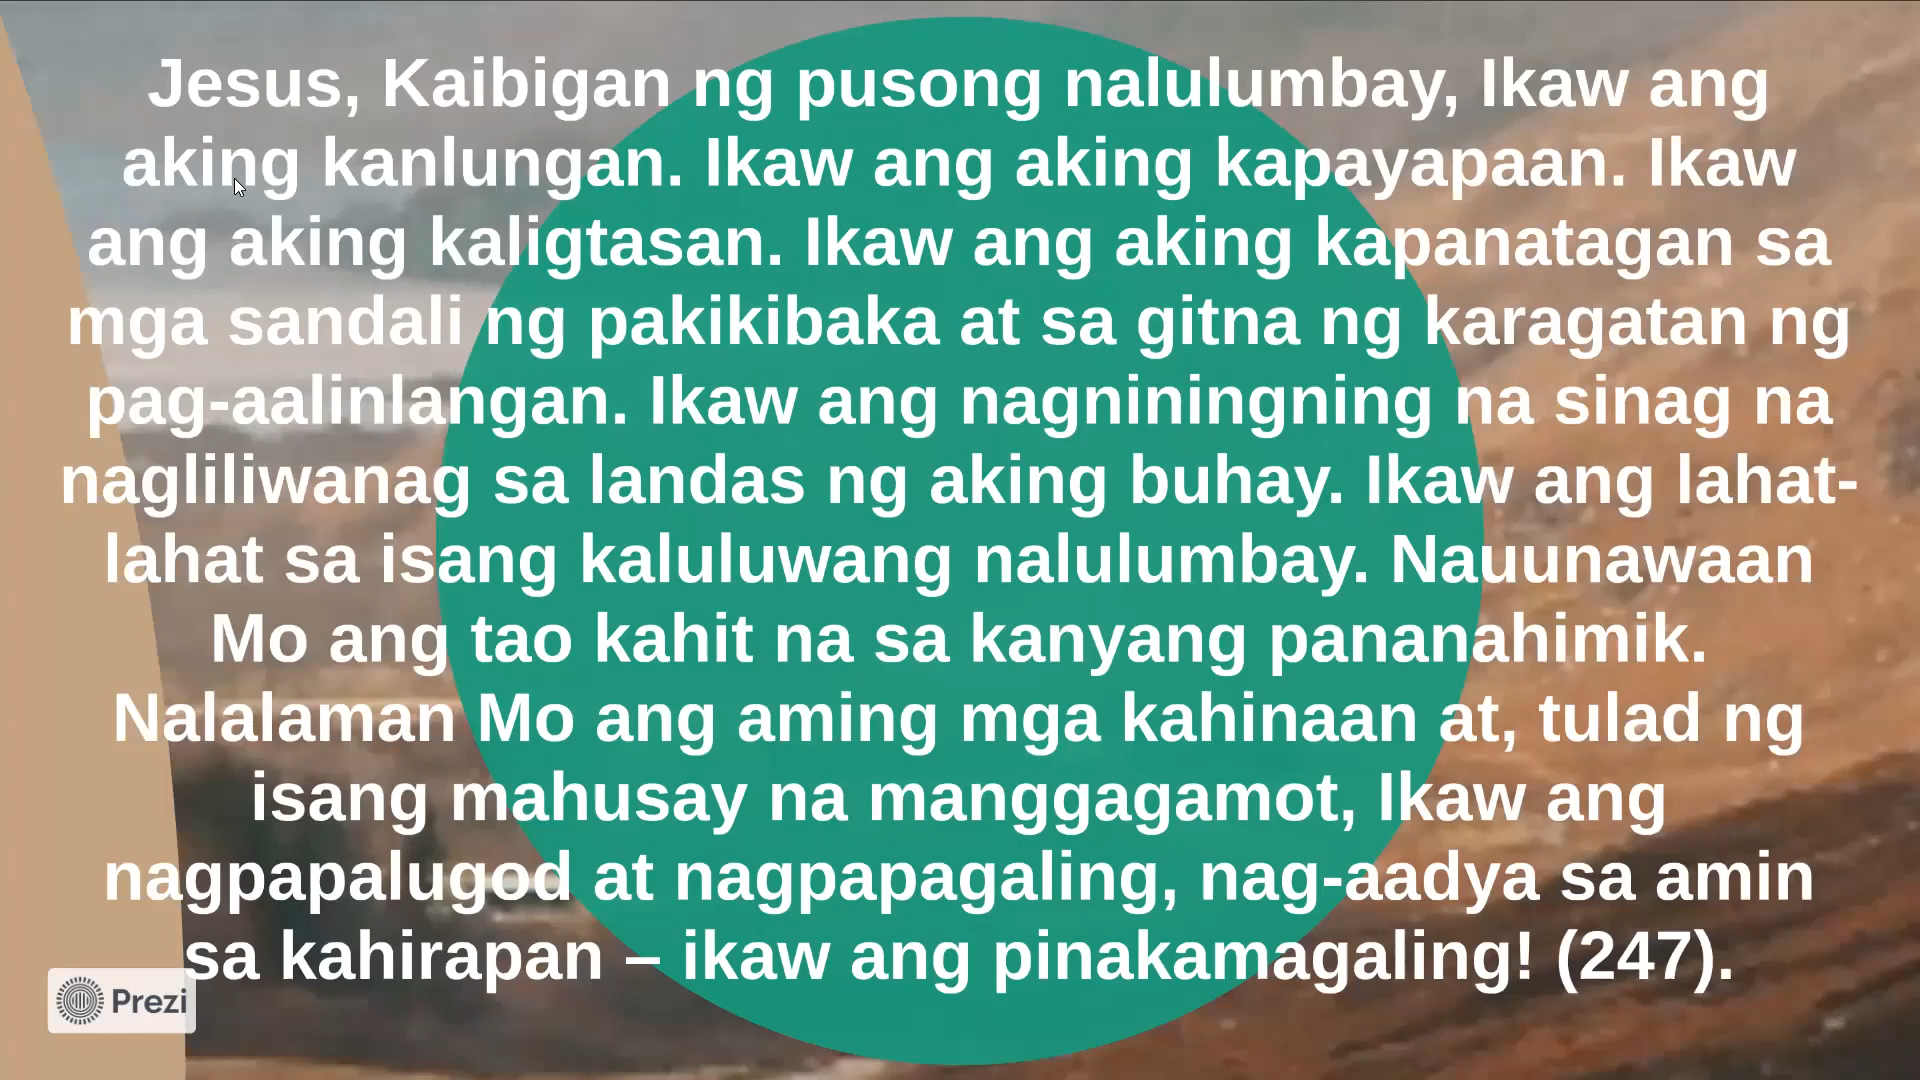 Jesus, Kaibigan ng pusong nalulumbay, Ikaw ang
aking kanlungan. Ikaw ang aking kapayapaan. Ikaw
ang aking kaligtasan. Ikaw ang aking kapanatagan sa
mga sandali ng pakikibaka at sa gitna ng karagatan ng
pag-aalinlangan. Ikaw ang nagniningning na sinag na
nagliliwanag sa landas ng aking buhay. Ikaw ang lahat-
lahat sa isang kaluluwang nalulumbay. Nauunawaan
Mo ang tao kahit na sa kanyang pananahimik.
Nalalaman Mo ang aming mga kahinaan at, tulad ng
isang mahusay na manggagamot, Ikaw ang
nagpapalugod at nagpapagaling, nag-aadya sa amin
sa kahirapan – ikaw ang pinakamagaling! (247).
Prezi